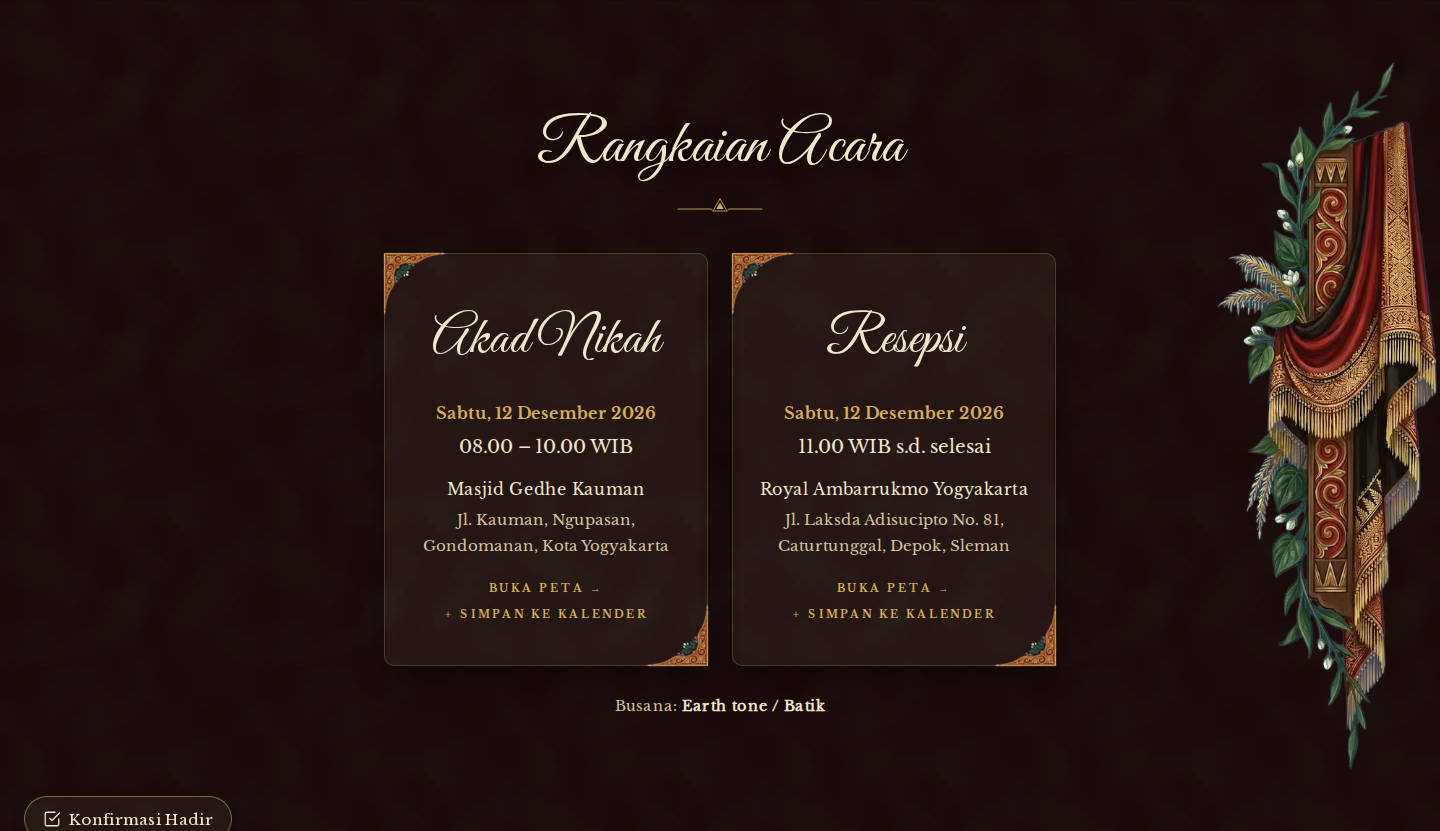 Rangkaian Acara
Akad Nikah
Sabtu, 12 Desember 2026
08.00 – 10.00 WIB
Masjid Gedhe Kauman
Jl. Kauman, Ngupasan,
Gondomanan, Kota Yogyakarta
BUKA PETA →
+ SIMPAN KE KALENDER
Resepsi
Sabtu, 12 Desember 2026
11.00 WIB s.d. selesai
Royal Ambarrukmo Yogyakarta
Jl. Laksda Adisucipto No. 81,
Caturtunggal, Depok, Sleman
BUKA PETA →
+ SIMPAN KE KALENDER
Busana: Earth tone / Batik
Konfirmasi Hadir